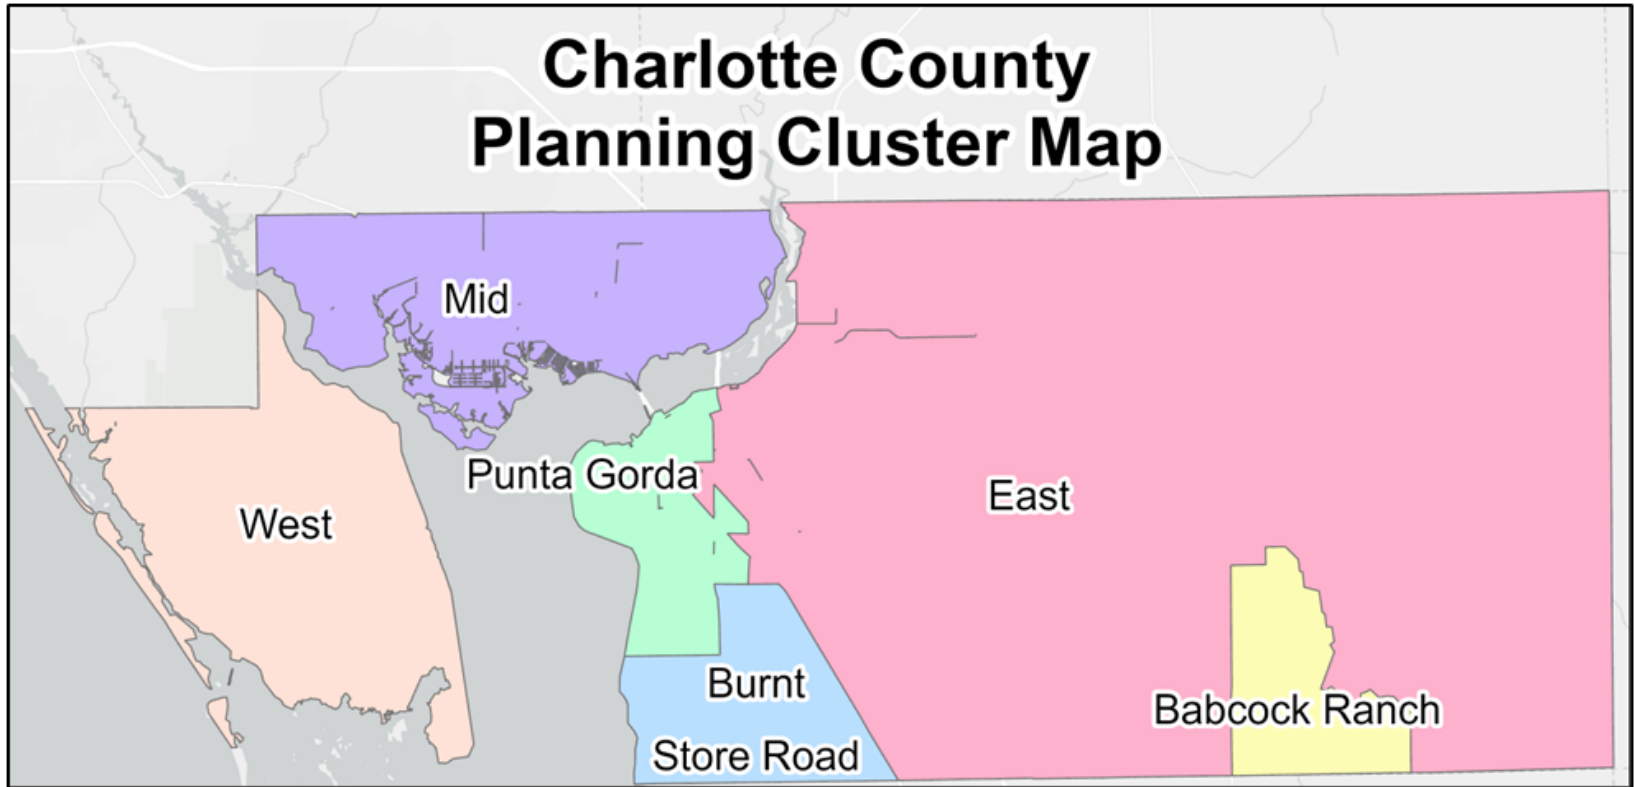 Charlotte County
Planning Cluster Map
Mid
Punta Gorda
West
East
Burnt
Store Road
Babcock Ranch